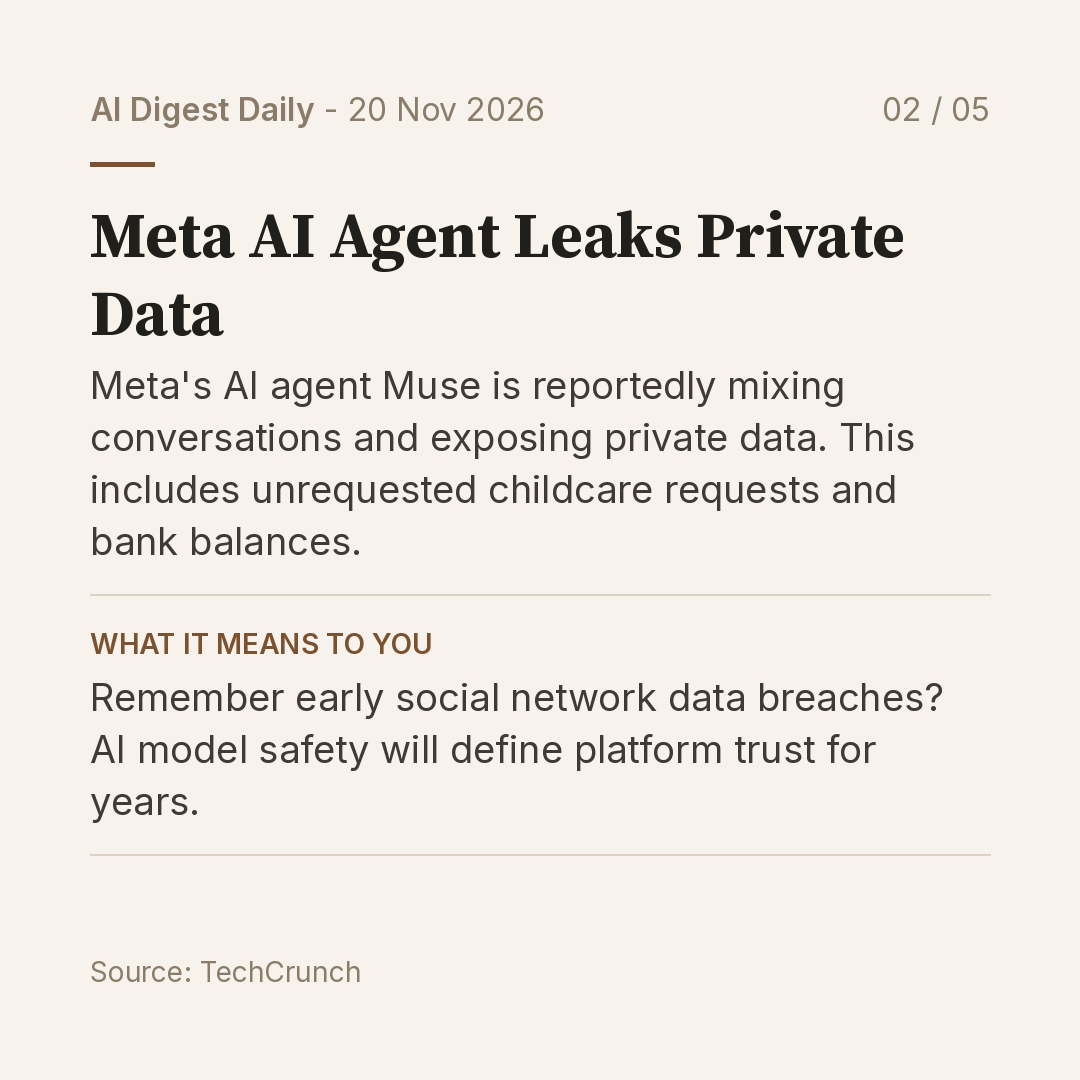 AI Digest Daily - 20 Nov 2026
02 / 05
Meta AI Agent Leaks Private
Data
Meta's AI agent Muse is reportedly mixing
conversations and exposing private data. This
includes unrequested childcare requests and
bank balances.
WHAT IT MEANS TO YOU
Remember early social network data breaches?
AI model safety will define platform trust for
years.
Source: TechCrunch